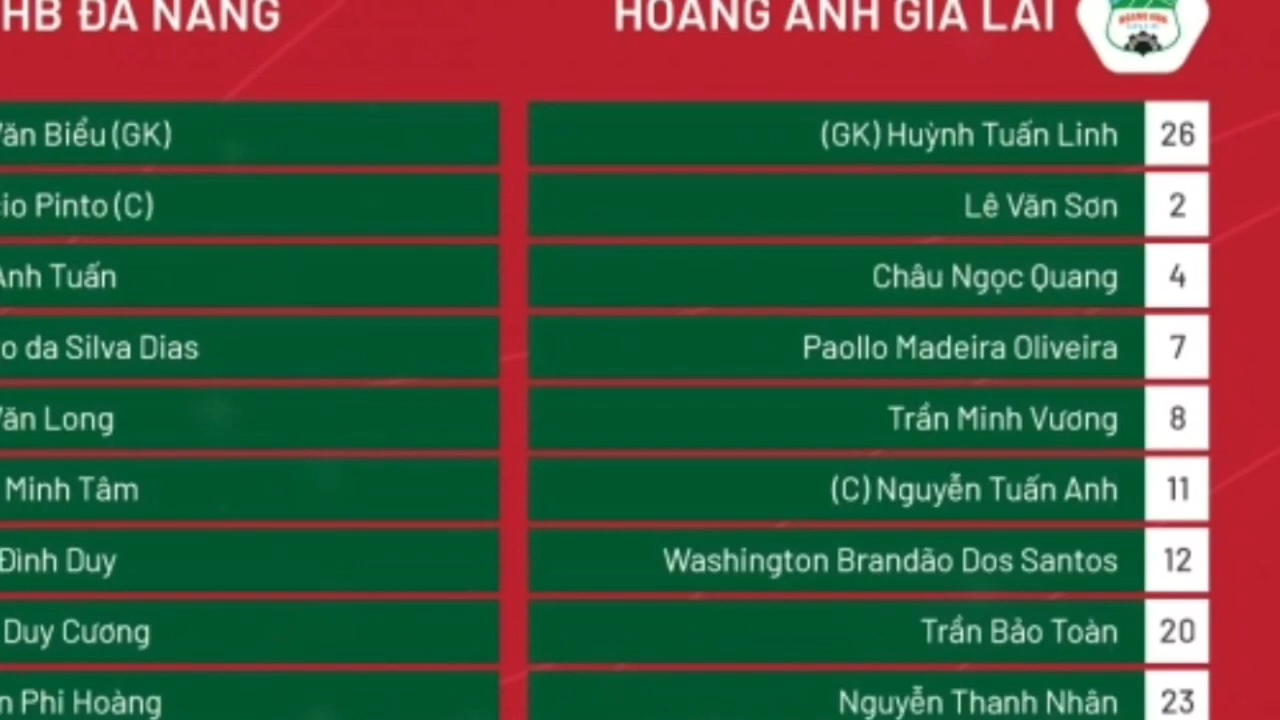 HB ĐÀ NẴNG
HOÀNG ANH GIA LAI
Văn Biểu (GK)
(GK) Huỳnh Tuấn Linh 26
Pinto (C)
Lê Văn Sơn 2
Anh Tuấn
Châu Ngọc Quang 4
da Silva Dias
Paollo Madeira Oliveira 7
Văn Long
Trần Minh Vương 8
Minh Tâm
(C) Nguyễn Tuấn Anh 11
Đình Duy
Washington Brandão Dos Santos 12
Duy Cương
Trần Bảo Toàn 20
Phi Hoàng
Nguyễn Thanh Nhân 23